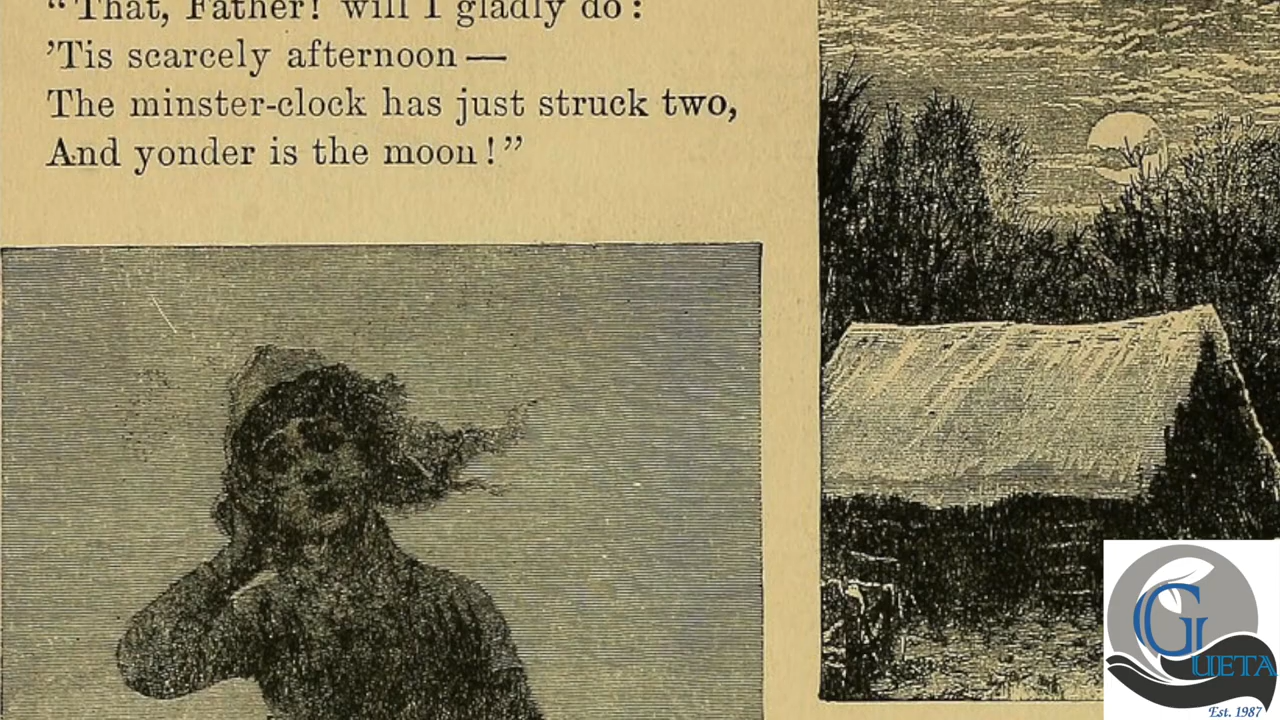 “That, Father! will I gladly do:
’Tis scarcely afternoon—
The minster-clock has just struck two,
And yonder is the moon!”
GUETA
Est. 1987